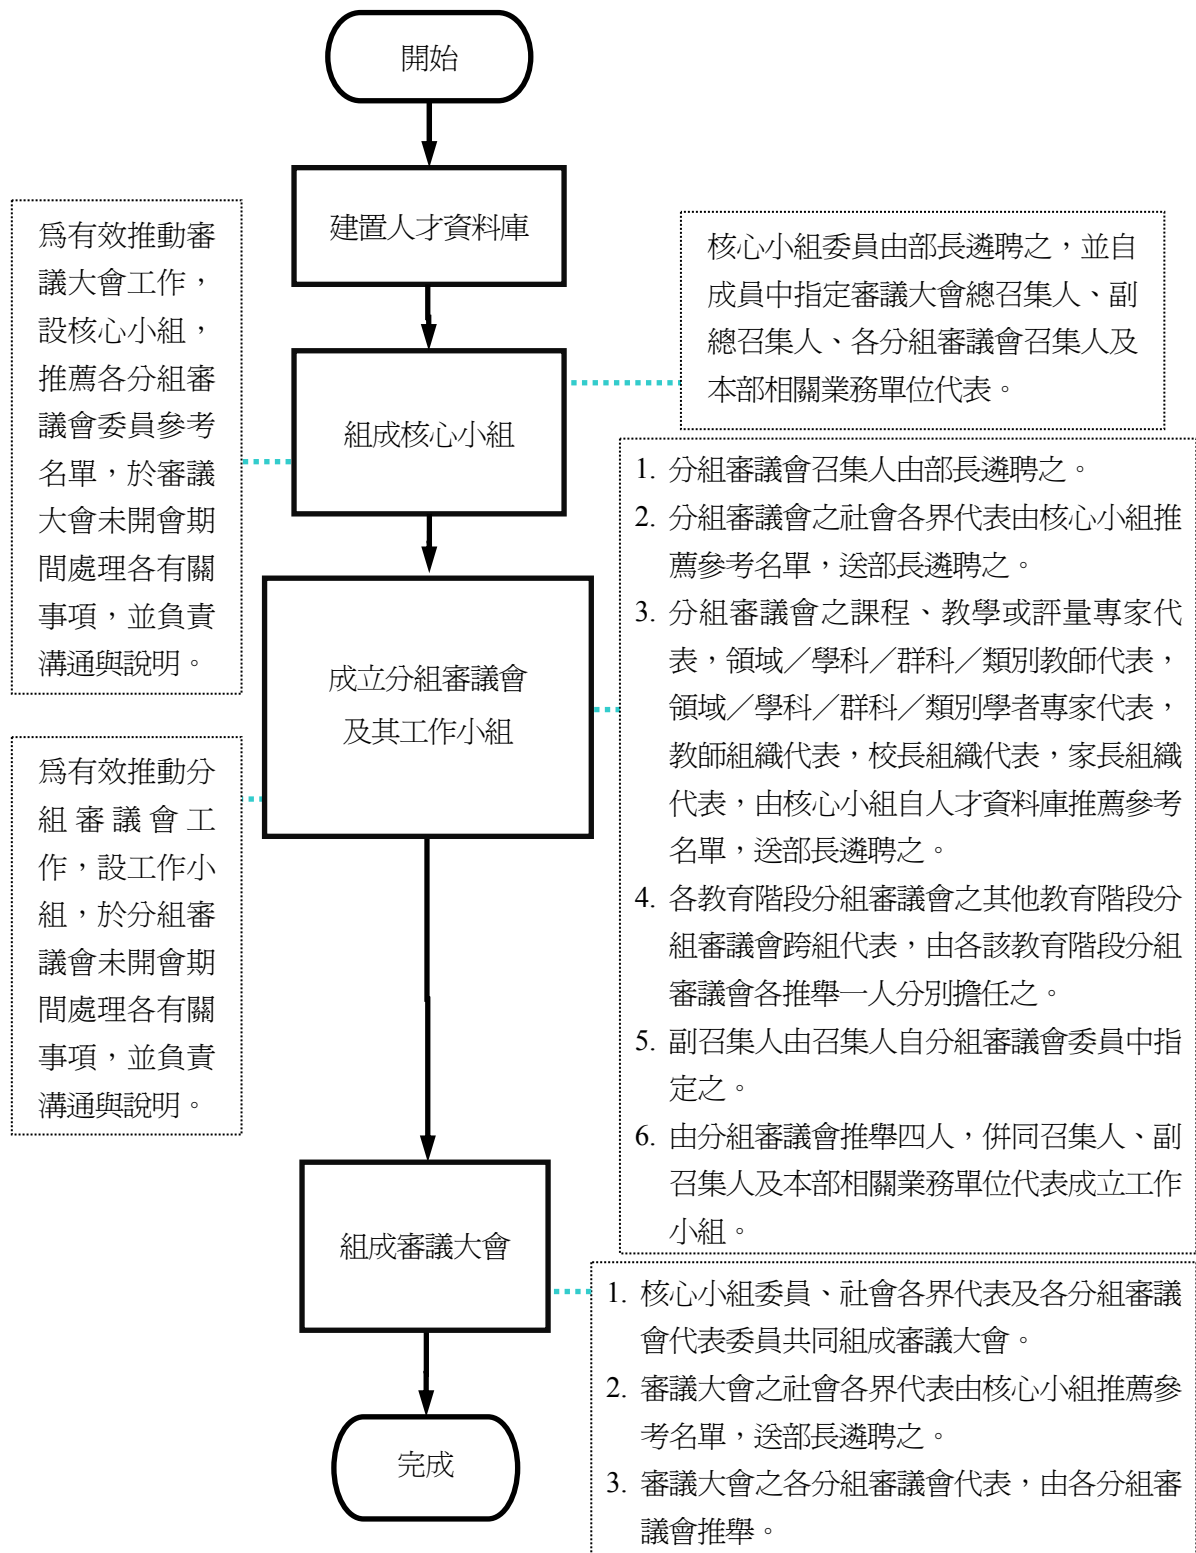 開始
建置人才資料庫
為有效推動審
議大會工作，
設核心小組，
推薦各分組審
議會委員參考
名單，於審議
大會未開會期
間處理各有關
事項，並負責
溝通與說明。
核心小組委員由部長遴聘之，並自
成員中指定審議大會總召集人、副
總召集人、各分組審議會召集人及
本部相關業務單位代表。
組成核心小組
1. 分組審議會召集人由部長遴聘之。
2. 分組審議會之社會各界代表由核心小組推
薦參考名單，送部長遴聘之。
3. 分組審議會之課程、教學或評量專家代
表，領域／學科／群科／類別教師代表，
領域／學科／群科／類別學者專家代表，
教師組織代表，校長組織代表，家長組織
代表，由核心小組自人才資料庫推薦參考
名單，送部長遴聘之。
4. 各教育階段分組審議會之其他教育階段分
組審議會跨組代表，由各該教育階段分組
審議會各推舉一人分別擔任之。
5. 副召集人由召集人自分組審議會委員中指
定之。
6. 由分組審議會推舉四人，併同召集人、副
召集人及本部相關業務單位代表成立工作
小組。
成立分組審議會
及其工作小組
為有效推動分
組審議會工
作，設工作小
組，於分組審
議會未開會期
間處理各有關
事項，並負責
溝通與說明。
組成審議大會
1. 核心小組委員、社會各界代表及各分組審議
會代表委員共同組成審議大會。
2. 審議大會之社會各界代表由核心小組推薦參
考名單，送部長遴聘之。
3. 審議大會之各分組審議會代表，由各分組審
議會推舉。
完成